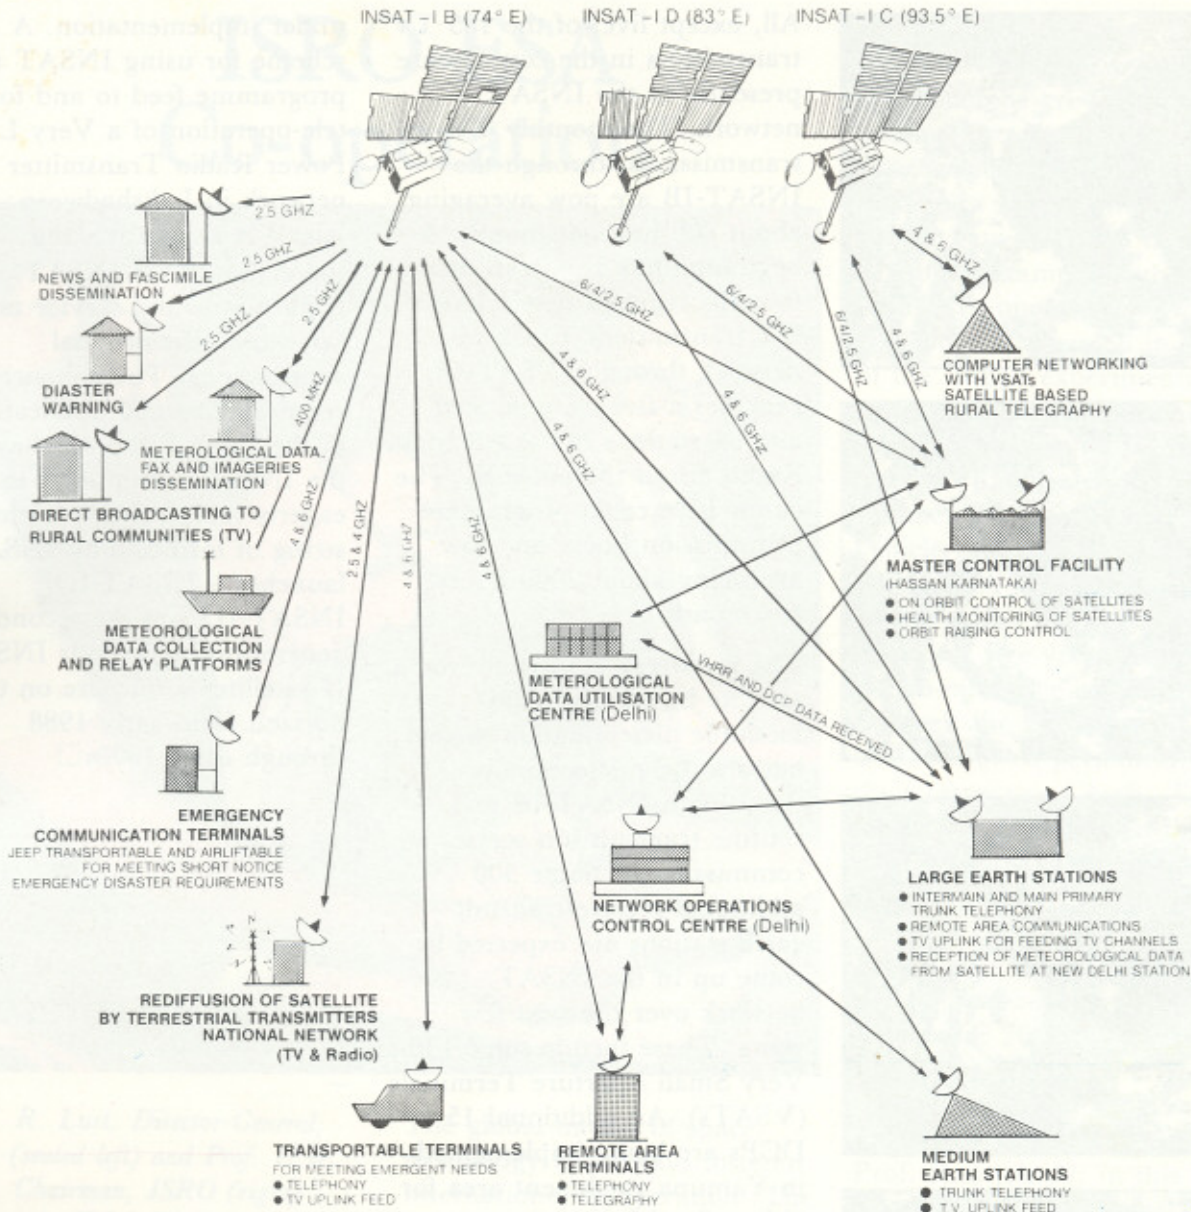 INSAT-I B (74° E)
INSAT-I D (83° E)
INSAT-I C (93.5° E)
2.5 GHZ
NEWS AND FASCIMILE
DISSEMINATION
2.5 GHZ
DIASTER
WARNING
2.5 GHZ
DIRECT BROADCASTING TO
RURAL COMMUNITIES (TV)
2.5 GHZ
METEROLOGICAL DATA,
FAX AND IMAGERIES
DISSEMINATION
400 MHZ
METEOROLOGICAL
DATA COLLECTION
AND RELAY PLATFORMS
4 & 6 GHZ
EMERGENCY
COMMUNICATION TERMINALS
JEEP TRANSPORTABLE AND AIRLIFTABLE
FOR MEETING SHORT NOTICE
EMERGENCY DISASTER REQUIREMENTS
2.5 & 4 GHZ
REDIFFUSION OF SATELLITE
BY TERRESTRIAL TRANSMITTERS
NATIONAL NETWORK
(TV & Radio)
4 & 6 GHZ
TRANSPORTABLE TERMINALS
FOR MEETING EMERGENT NEEDS
● TELEPHONY
● TV UPLINK FEED
4 & 6 GHZ
REMOTE AREA
TERMINALS
● TELEPHONY
● TELEGRAPHY
4 & 6 GHZ
4 & 6 GHZ
6/4/2.5 GHZ
6/4/2.5 GHZ
4 & 6 GHZ
6/4/2.5 GHZ
4 & 6 GHZ
4 & 6 GHZ
COMPUTER NETWORKING
WITH VSATs
SATELLITE BASED
RURAL TELEGRAPHY
MASTER CONTROL FACILITY
(HASSAN KARNATAKA)
● ON ORBIT CONTROL OF SATELLITES
● HEALTH MONITORING OF SATELLITES
● ORBIT RAISING CONTROL
METEROLOGICAL
DATA UTILISATION
CENTRE (Delhi)
VHRR AND DCP DATA RECEIVED
NETWORK OPERATIONS
CONTROL CENTRE (Delhi)
LARGE EARTH STATIONS
● INTERMAIN AND MAIN PRIMARY
TRUNK TELEPHONY
● REMOTE AREA COMMUNICATIONS
● TV UPLINK FOR FEEDING TV CHANNELS
● RECEPTION OF METEOROLOGICAL DATA
FROM SATELLITE AT NEW DELHI STATION
MEDIUM
EARTH STATIONS
● TRUNK TELEPHONY
● T.V. UPLINK FEED